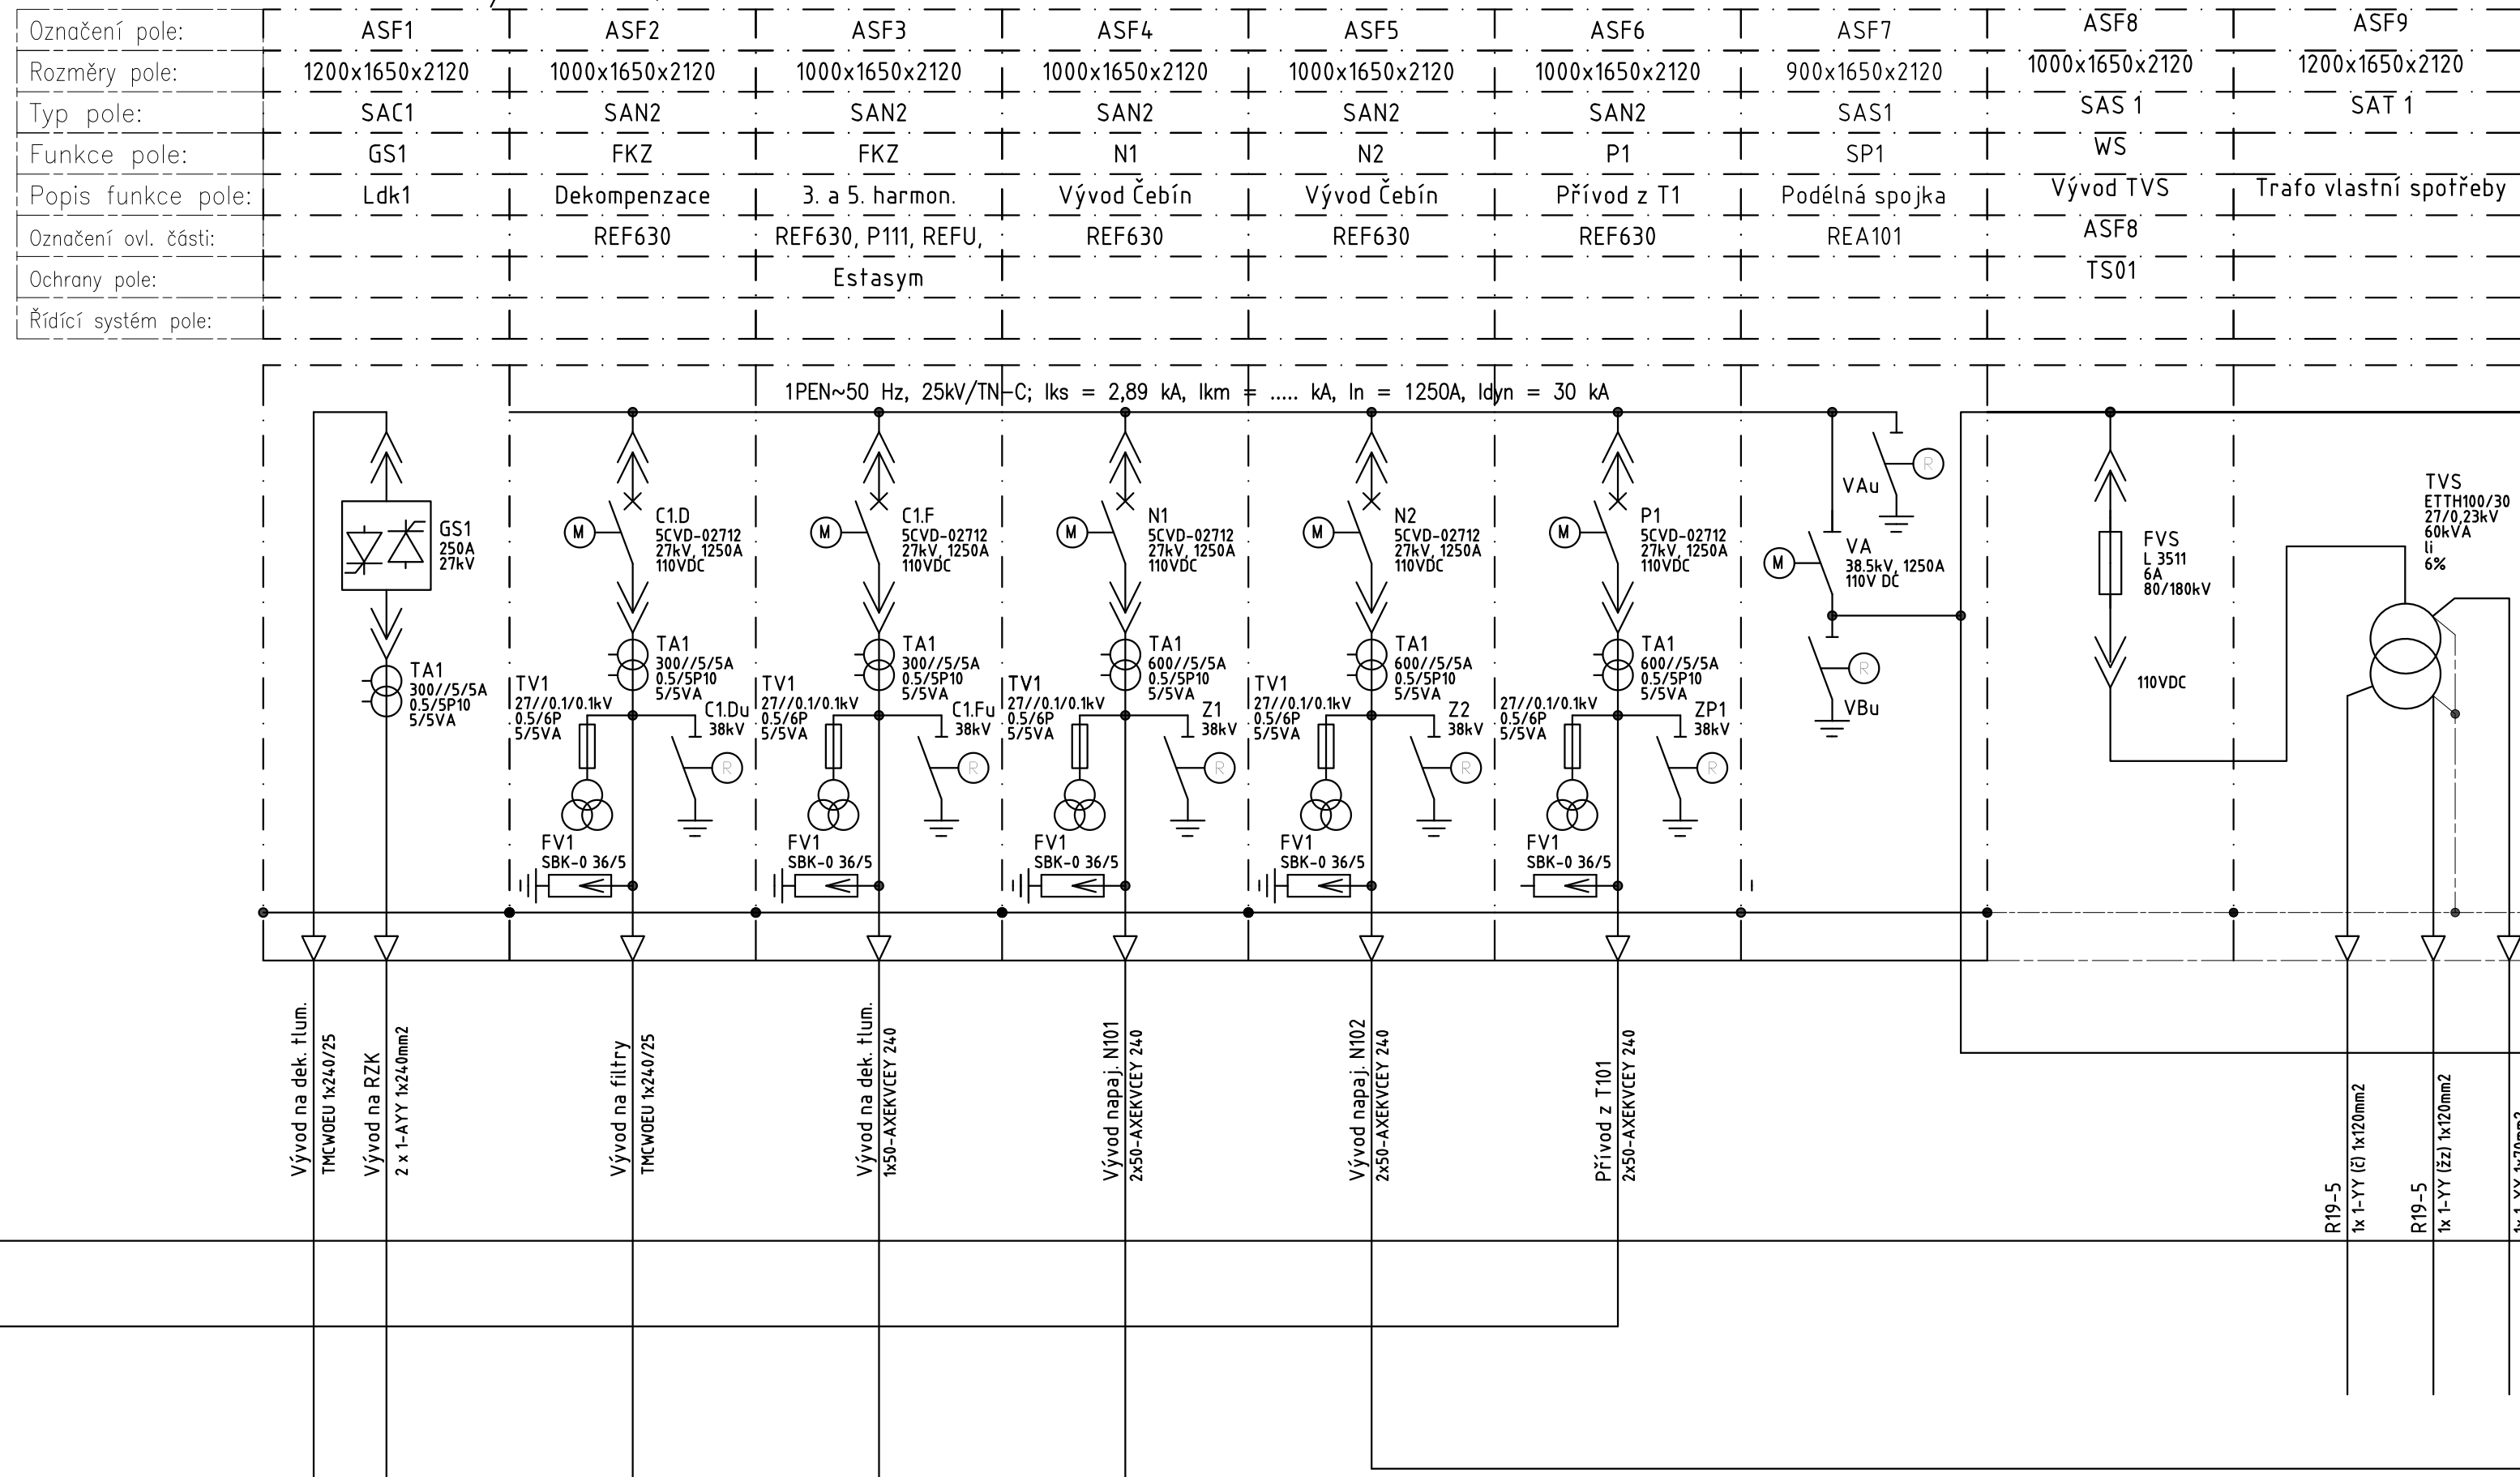 Označení pole: ASF1 ASF2 ASF3 ASF4 ASF5 ASF6 ASF7 ASF8 ASF9
Rozměry pole: 1200x1650x2120 1000x1650x2120 1000x1650x2120 1000x1650x2120 1000x1650x2120 1000x1650x2120 900x1650x2120 1000x1650x2120 1200x1650x2120
Typ pole: SAC1 SAN2 SAN2 SAN2 SAN2 SAN2 SAS1 SAS 1 SAT 1
Funkce pole: GS1 FKZ FKZ N1 N2 P1 SP1 WS
Popis funkce pole: Ldk1 Dekompenzace 3. a 5. harmon. Vývod Čebín Vývod Čebín Přívod z T1 Podélná spojka Vývod TVS Trafo vlastní spotřeby
Označení ovl. části: REF630 REF630, P111, REFU, REF630 REF630 REF630 REA101 ASF8
Ochrany pole: Estasym TS01
Řídící systém pole:
1PEN~50 Hz, 25kV/TN-C; Iks = 2,89 kA, Ikm = ..... kA, In = 1250A, Idyn = 30 kA
GS1
250A
27kV
TA1
300//5/5A
0.5/5P10
5/5VA
M
C1.D
5CVD-02712
27kV, 1250A
110VDC
TA1
300//5/5A
0.5/5P10
5/5VA
TV1
27//0.1/0.1kV
0.5/6P
5/5VA
C1.Du
38kV
R
FV1
SBK-0 36/5
M
C1.F
5CVD-02712
27kV, 1250A
110VDC
TA1
300//5/5A
0.5/5P10
5/5VA
TV1
27//0.1/0.1kV
0.5/6P
5/5VA
C1.Fu
38kV
R
FV1
SBK-0 36/5
M
N1
5CVD-02712
27kV, 1250A
110VDC
TA1
600//5/5A
0.5/5P10
5/5VA
TV1
27//0.1/0.1kV
0.5/6P
5/5VA
Z1
38kV
R
FV1
SBK-0 36/5
M
N2
5CVD-02712
27kV, 1250A
110VDC
TA1
600//5/5A
0.5/5P10
5/5VA
TV1
27//0.1/0.1kV
0.5/6P
5/5VA
Z2
38kV
R
FV1
SBK-0 36/5
M
P1
5CVD-02712
27kV, 1250A
110VDC
TA1
600//5/5A
0.5/5P10
5/5VA
27//0.1/0.1kV
0.5/6P
5/5VA
ZP1
38kV
R
FV1
SBK-0 36/5
VAu
R
M
VA
38.5kV, 1250A
110V DC
R
VBu
FVS
L 3511
6A
80/180kV
110VDC
TVS
ETTH100/30
27/0,23kV
60kVA
Ii
6%
Vývod na dek. tlum.
TMCWOEU 1x240/25
Vývod na RZK
2 x 1-AYY 1x240mm2
Vývod na filtry
TMCWOEU 1x240/25
Vývod na dek. tlum.
1x50-AXEKVCEY 240
Vývod napaj. N101
2x50-AXEKVCEY 240
Vývod napaj. N102
2x50-AXEKVCEY 240
Přívod z T101
2x50-AXEKVCEY 240
R19-5
1x 1-YY (č) 1x120mm2
R19-5
1x 1-YY (žz) 1x120mm2